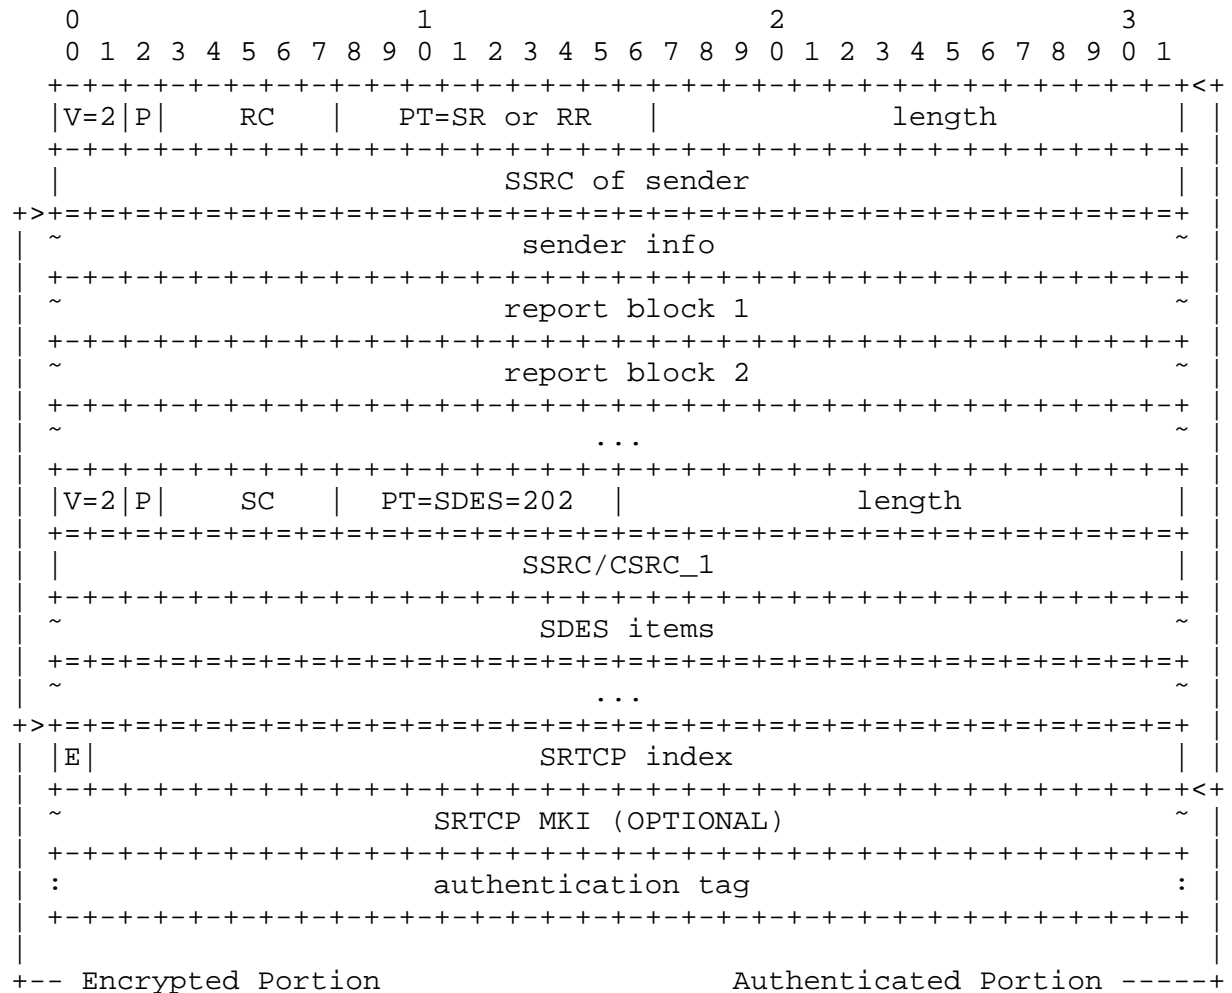 0                   1                   2                   3
 0 1 2 3 4 5 6 7 8 9 0 1 2 3 4 5 6 7 8 9 0 1 2 3 4 5 6 7 8 9 0 1
+-+-+-+-+-+-+-+-+-+-+-+-+-+-+-+-+-+-+-+-+-+-+-+-+-+-+-+-+-+-+-+-+<+
|V=2|P|    RC   |   PT=SR or RR   |             length          | |
+-+-+-+-+-+-+-+-+-+-+-+-+-+-+-+-+-+-+-+-+-+-+-+-+-+-+-+-+-+-+-+-+ |
|                         SSRC of sender                        | |
+>+=+=+=+=+=+=+=+=+=+=+=+=+=+=+=+=+=+=+=+=+=+=+=+=+=+=+=+=+=+=+=+=+ |
| ~                          sender info                          ~ |
| +-+-+-+-+-+-+-+-+-+-+-+-+-+-+-+-+-+-+-+-+-+-+-+-+-+-+-+-+-+-+-+-+ |
| ~                         report block 1                        ~ |
| +-+-+-+-+-+-+-+-+-+-+-+-+-+-+-+-+-+-+-+-+-+-+-+-+-+-+-+-+-+-+-+-+ |
| ~                         report block 2                        ~ |
| +-+-+-+-+-+-+-+-+-+-+-+-+-+-+-+-+-+-+-+-+-+-+-+-+-+-+-+-+-+-+-+-+ |
| ~                              ...                              ~ |
| +-+-+-+-+-+-+-+-+-+-+-+-+-+-+-+-+-+-+-+-+-+-+-+-+-+-+-+-+-+-+-+-+ |
| |V=2|P|    SC   |  PT=SDES=202  |             length            | |
| +=+=+=+=+=+=+=+=+=+=+=+=+=+=+=+=+=+=+=+=+=+=+=+=+=+=+=+=+=+=+=+=+ |
| |                          SSRC/CSRC_1                          | |
| +-+-+-+-+-+-+-+-+-+-+-+-+-+-+-+-+-+-+-+-+-+-+-+-+-+-+-+-+-+-+-+-+ |
| ~                           SDES items                          ~ |
| +=+=+=+=+=+=+=+=+=+=+=+=+=+=+=+=+=+=+=+=+=+=+=+=+=+=+=+=+=+=+=+=+ |
| ~                              ...                              ~ |
+>+=+=+=+=+=+=+=+=+=+=+=+=+=+=+=+=+=+=+=+=+=+=+=+=+=+=+=+=+=+=+=+=+ |
| |E|                         SRTCP index                         | |
| +-+-+-+-+-+-+-+-+-+-+-+-+-+-+-+-+-+-+-+-+-+-+-+-+-+-+-+-+-+-+-+-+<+
| ~                     SRTCP MKI (OPTIONAL)                      ~ |
| +-+-+-+-+-+-+-+-+-+-+-+-+-+-+-+-+-+-+-+-+-+-+-+-+-+-+-+-+-+-+-+-+ |
| :                     authentication tag                        : |
| +-+-+-+-+-+-+-+-+-+-+-+-+-+-+-+-+-+-+-+-+-+-+-+-+-+-+-+-+-+-+-+-+ |
|                                                                   |
+-- Encrypted Portion                    Authenticated Portion -----+